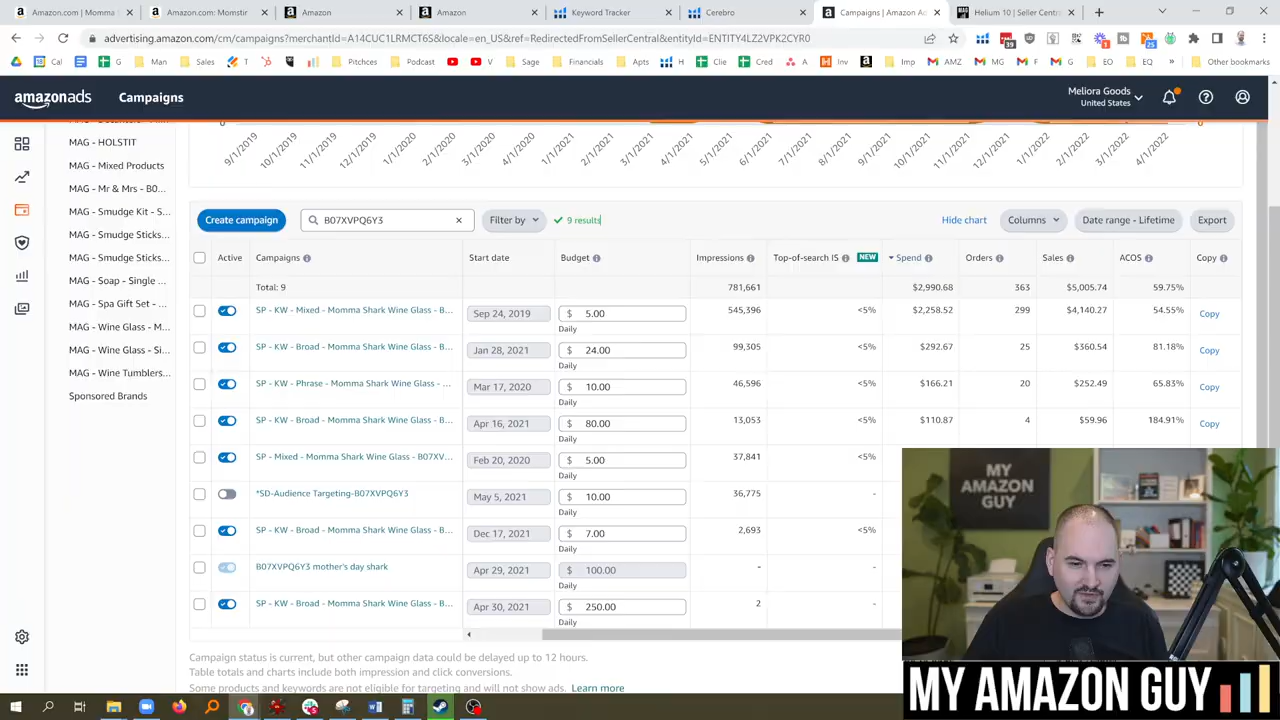 Amazon.com | Momma S
Amazon.com: Momstir
Amazon
Amazon
Keyword Tracker
Cerebro
Campaigns | Amazon Ad
Helium 10 | Seller Centr
advertising.amazon.com/cm/campaigns?merchantId=A14CUC1LRMCT6S&locale=en_US&ref=RedirectedFromSellerCentral&entityId=ENTITY4LZ2VPK2CYR0
Cal
G
Man
Sales
T
Pitchces
Podcast
Sage
Financials
Apts
H
Clie
Cred
A
Inv
Imp
AMZ
MG
F
G
EO
EQ
»
Other bookmarks
amazonads
Campaigns
Meliora Goods
United States
MAG - HOLSTIT
MAG - Mixed Products
MAG - Mr & Mrs - B0...
MAG - Smudge Kit - S...
MAG - Smudge Sticks...
MAG - Smudge Sticks...
MAG - Soap - Single ...
MAG - Spa Gift Set - ...
MAG - Wine Glass - M...
MAG - Wine Glass - Si...
MAG - Wine Tumblers...
Sponsored Brands
0
0
9/1/2019 10/1/2019 11/1/2019 12/1/2019 1/1/2020 2/1/2020 3/1/2021 4/1/2021 5/1/2021 6/1/2021 7/1/2021 8/1/2021 9/1/2021 10/1/2021 11/1/2021 12/1/2021 1/1/2022 2/1/2022 3/1/2022 4/1/2022
Create campaign
B07XVPQ6Y3
Filter by
9 results
Hide chart
Columns
Date range - Lifetime
Export
Active Campaigns Start date Budget Impressions Top-of-search IS NEW Spend Orders Sales ACOS Copy
Total: 9 781,661 $2,990.68 363 $5,005.74 59.75%
SP - KW - Mixed - Momma Shark Wine Glass - B... Sep 24, 2019 $ 5.00 545,396 <5% $2,258.52 299 $4,140.27 54.55% Copy
Daily
SP - KW - Broad - Momma Shark Wine Glass - B... Jan 28, 2021 $ 24.00 99,305 <5% $292.67 25 $360.54 81.18% Copy
Daily
SP - KW - Phrase - Momma Shark Wine Glass - ... Mar 17, 2020 $ 10.00 46,596 <5% $166.21 20 $252.49 65.83% Copy
Daily
SP - KW - Broad - Momma Shark Wine Glass - B... Apr 16, 2021 $ 80.00 13,053 <5% $110.87 4 $59.96 184.91% Copy
Daily
SP - Mixed - Momma Shark Wine Glass - B07XV... Feb 20, 2020 $ 5.00 37,841 <5%
Daily
*SD-Audience Targeting-B07XVPQ6Y3 May 5, 2021 $ 10.00 36,775 -
Daily
SP - KW - Broad - Momma Shark Wine Glass - B... Dec 17, 2021 $ 7.00 2,693 <5%
Daily
B07XVPQ6Y3 mother's day shark Apr 29, 2021 $ 100.00 - -
Daily
SP - KW - Broad - Momma Shark Wine Glass - B... Apr 30, 2021 $ 250.00 2 -
Daily
Campaign status is current, but other campaign data could be delayed up to 12 hours.
Table totals and charts include both impression and click conversions.
Some products and keywords are not eligible for targeting and will not show ads. Learn more
MY
AMAZON
GUY
MY AMAZON GUY